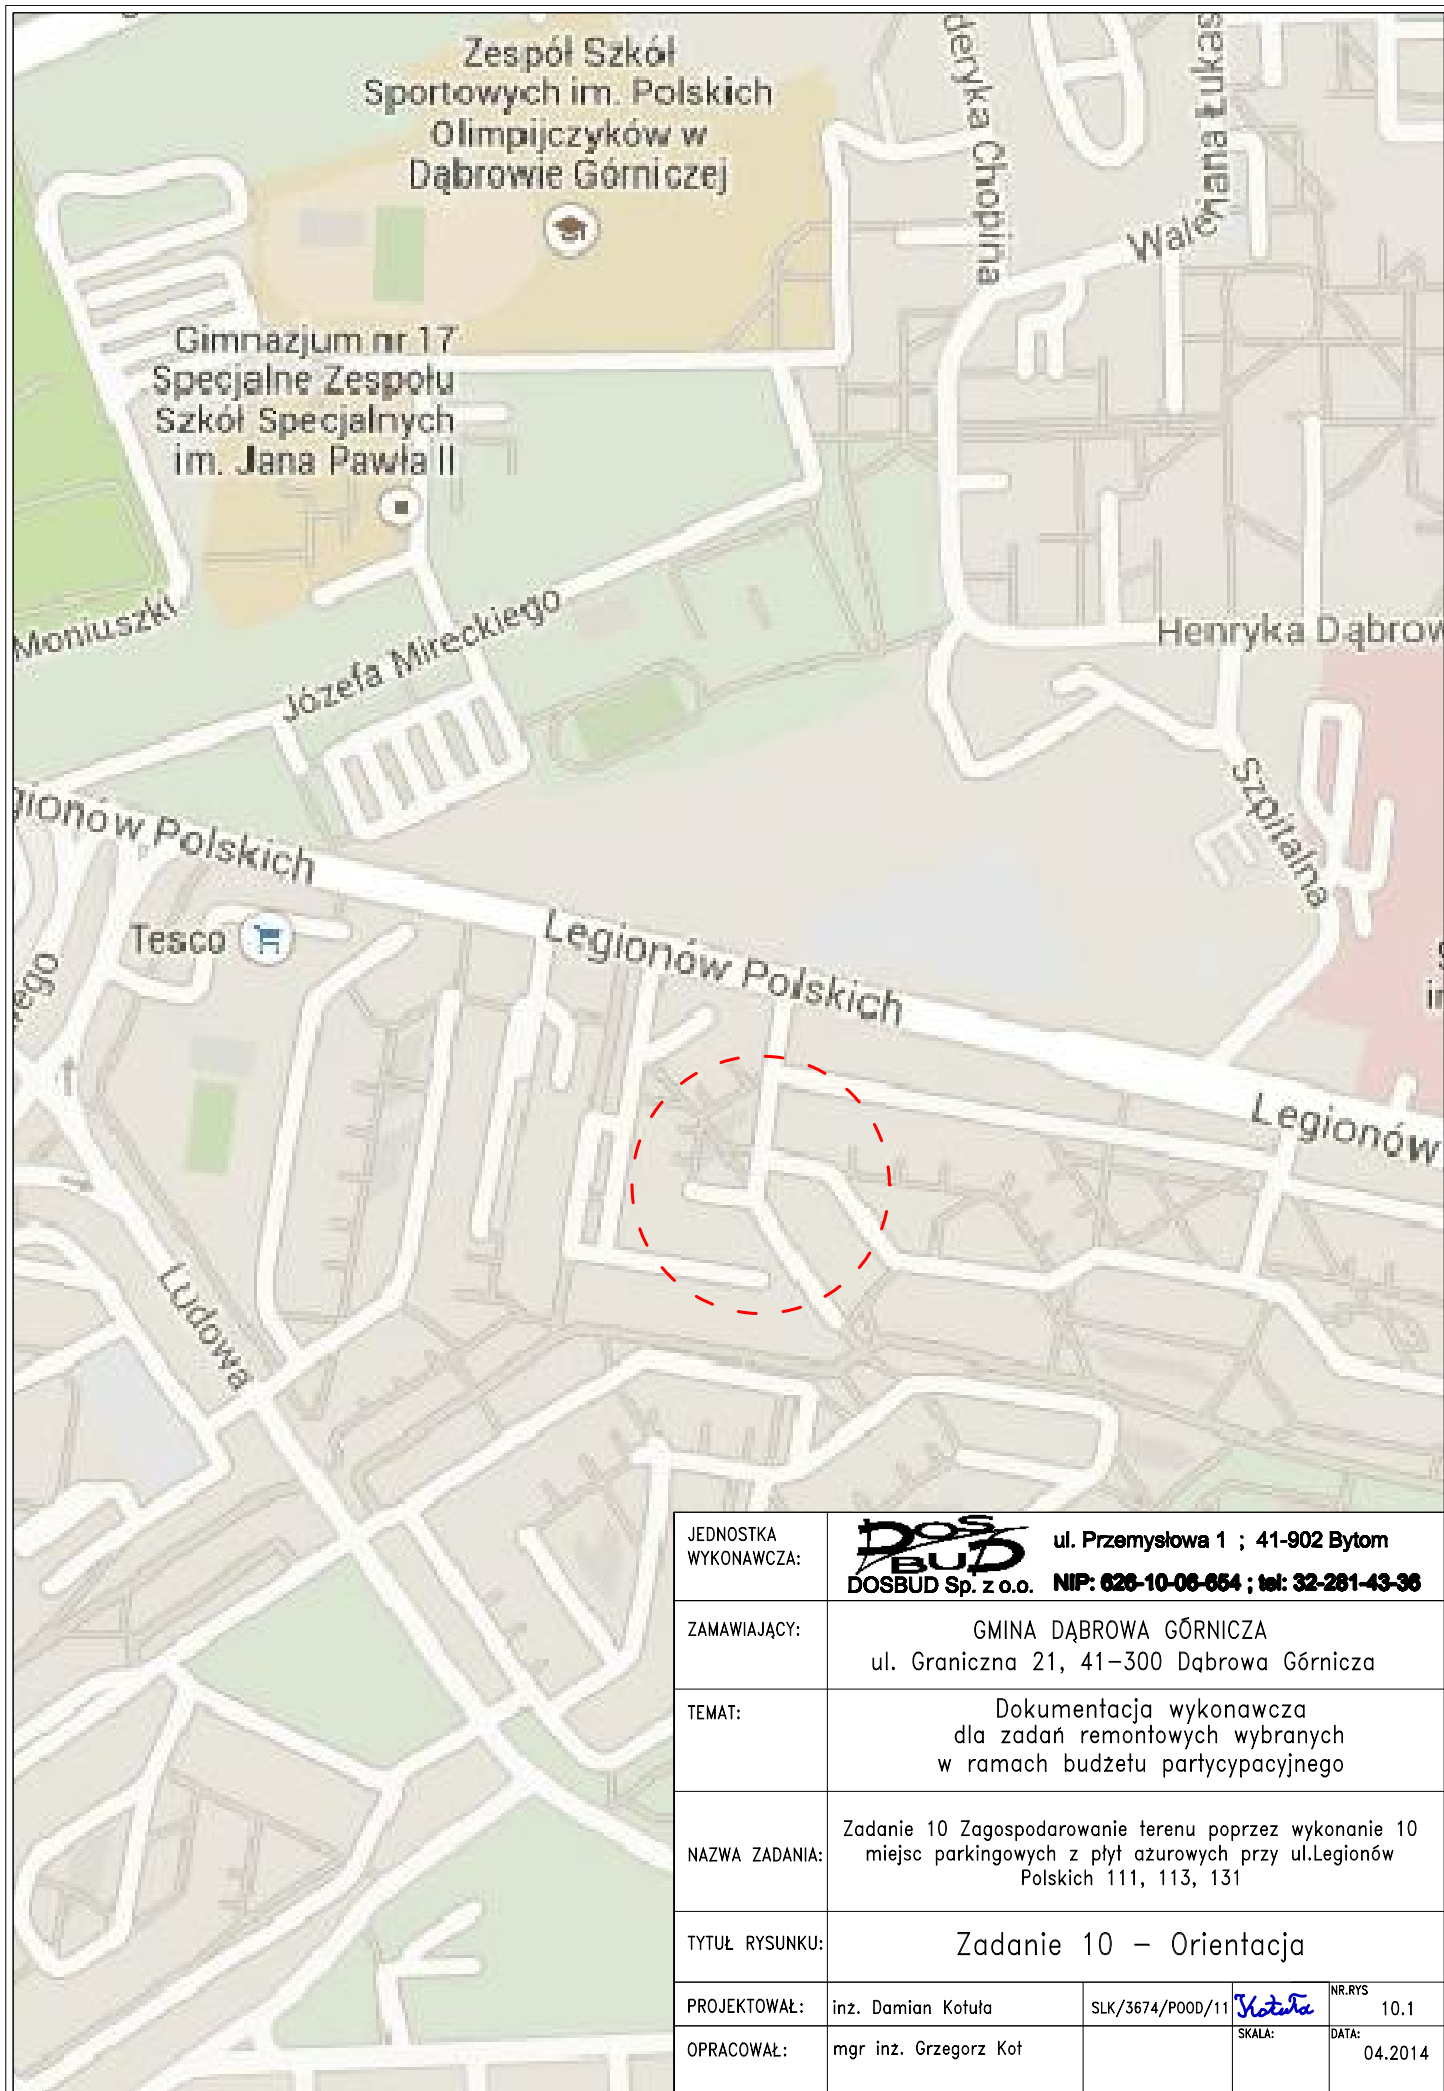 Zespół Szkół
Sportowych im. Polskich
Olimpijczyków w
Dąbrowie Górniczej
deryka Chopina
Gimnazjum nr 17
Specjalne Zespołu
Szkół Specjalnych
im. Jana Pawła II
Moniuszki
Józefa Mireckiego
Henryka Dąbrow
Szpitalna
gionów Polskich
Tesco
Legionów Polskich
Legionów
Ludowa
JEDNOSTKA
WYKONAWCZA:
DOS
BUD
DOSBUD Sp. z o.o.
ul. Przemysłowa 1 ; 41-902 Bytom
NIP: 626-10-06-654 ; tel: 32-281-43-36
ZAMAWIAJĄCY:
GMINA DĄBROWA GÓRNICZA
ul. Graniczna 21, 41-300 Dąbrowa Górnicza
TEMAT:
Dokumentacja wykonawcza
dla zadań remontowych wybranych
w ramach budżetu partycypacyjnego
NAZWA ZADANIA:
Zadanie 10 Zagospodarowanie terenu poprzez wykonanie 10
miejsc parkingowych z płyt ażurowych przy ul.Legionów
Polskich 111, 113, 131
TYTUŁ RYSUNKU:
Zadanie 10 – Orientacja
PROJEKTOWAŁ:
inż. Damian Kotuła
SLK/3674/POOD/11
Kotuła
NR.RYS
10.1
OPRACOWAŁ:
mgr inż. Grzegorz Kot
SKALA:
DATA:
04.2014